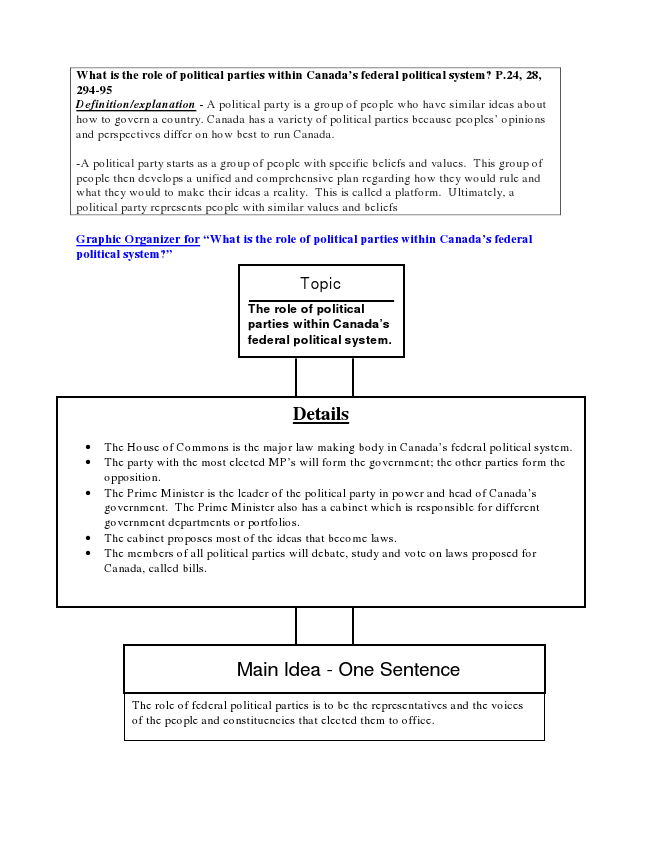 What is the role of political parties within Canada's federal political system? P.24, 28,
294-95
Definition/explanation - A political party is a group of people who have similar ideas about
how to govern a country. Canada has a variety of political parties because peoples' opinions
and perspectives differ on how best to run Canada.
-A political party starts as a group of people with specific beliefs and values. This group of
people then develops a unified and comprehensive plan regarding how they would rule and
what they would to make their ideas a reality. This is called a platform. Ultimately, a
political party represents people with similar values and beliefs
Graphic Organizer for “What is the role of political parties within Canada's federal
political system?”
Topic
The role of political
parties within Canada's
federal political system.
Details
• The House of Commons is the major law making body in Canada's federal political system.
• The party with the most elected MP's will form the government; the other parties form the
opposition.
• The Prime Minister is the leader of the political party in power and head of Canada's
government. The Prime Minister also has a cabinet which is responsible for different
government departments or portfolios.
• The cabinet proposes most of the ideas that become laws.
• The members of all political parties will debate, study and vote on laws proposed for
Canada, called bills.
Main Idea - One Sentence
The role of federal political parties is to be the representatives and the voices
of the people and constituencies that elected them to office.